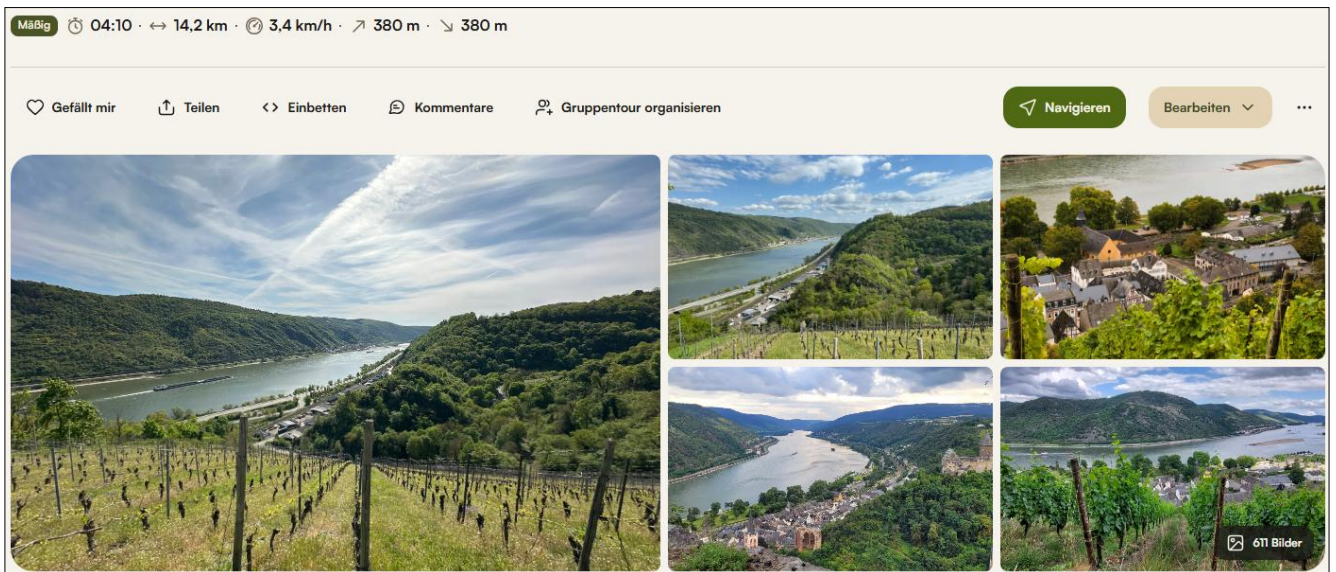 Mäßig 04:10 · 14,2 km · 3,4 km/h · 380 m · 380 m
Gefällt mir Teilen Einbetten Kommentare Gruppentour organisieren Navigieren Bearbeiten
611 Bilder